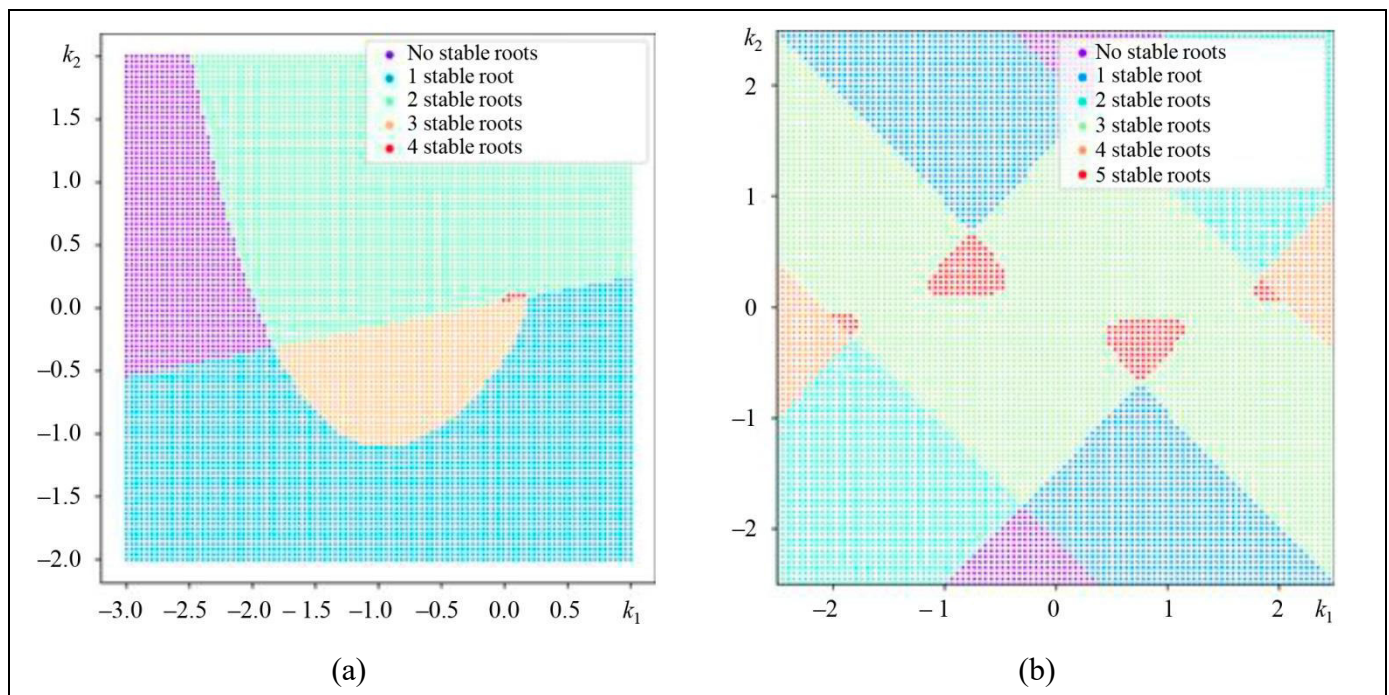 k₂
2.0
1.5
1.0
0.5
0.0
–0.5
–1.0
–1.5
–2.0
–3.0 –2.5 –2.0 – 1.5 –1.0 –0.5 0.0 0.5 k₁
No stable roots
1 stable root
2 stable roots
3 stable roots
4 stable roots
(a)
k₂
2
1
0
–1
–2
–2 – 1 0 1 2 k₁
No stable roots
1 stable root
2 stable roots
3 stable roots
4 stable roots
5 stable roots
(b)